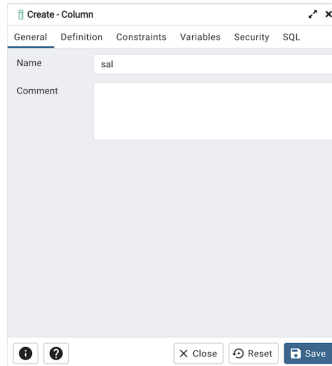 Create - Column
General Definition Constraints Variables Security SQL
Name sal
Comment
Close Reset Save